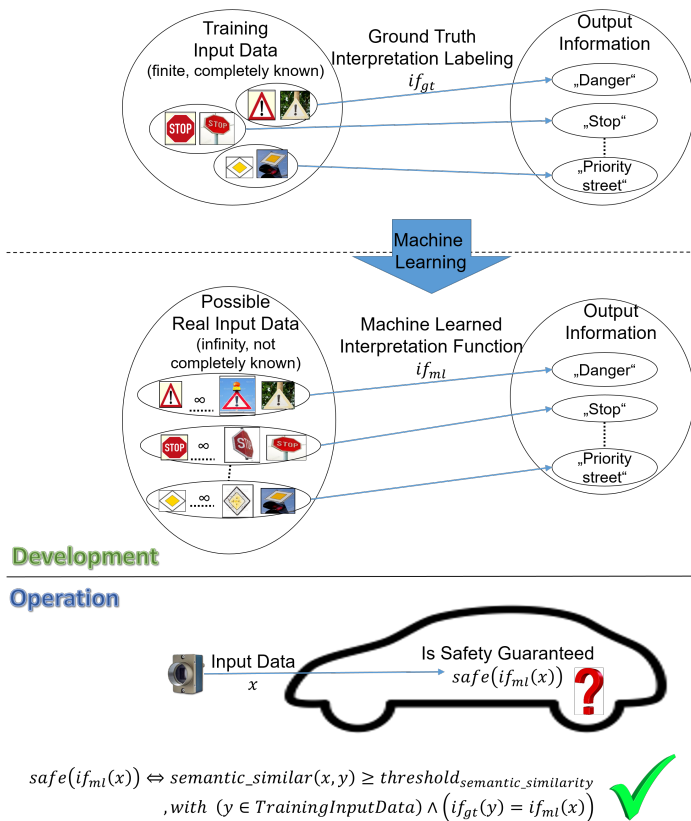 Training
Input Data
(finite, completely known)
Ground Truth
Interpretation Labeling
if_gt
Output
Information
„Danger“
STOP
STOP
„Stop“
„Priority
street“
Machine
Learning
Possible
Real Input Data
(infinity, not
completely known)
Machine Learned
Interpretation Function
if_ml
Output
Information
∞
„Danger“
STOP
∞
STO
STOP
„Stop“
∞
„Priority
street“
Development
Operation
Input Data
x
Is Safety Guaranteed
safe(if_ml(x))
?
safe(if_ml(x)) ⇔ semantic_similar(x, y) ≥ threshold_semantic_similarity
,with (y ∈ TrainingInputData) ∧ (if_gt(y) = if_ml(x))